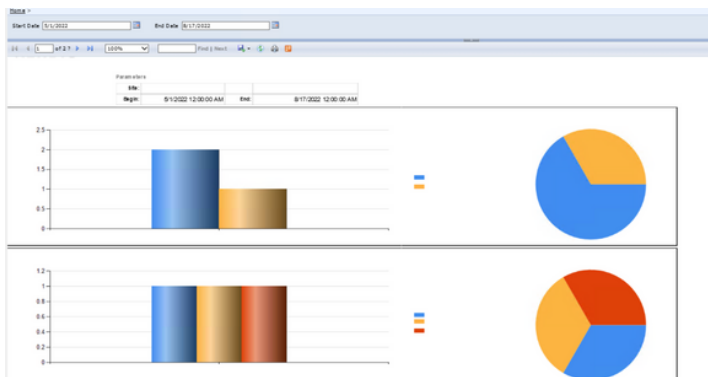 Home >
Start Date 5/1/2022 End Date 8/17/2022
1 of 2 ? 100% Find | Next
Parameters
Site:
Begin: 5/1/2022 12:00:00 AM End: 8/17/2022 12:00:00 AM
2.5
2
1.5
1
0.5
0
1.2
1
0.8
0.6
0.4
0.2
0